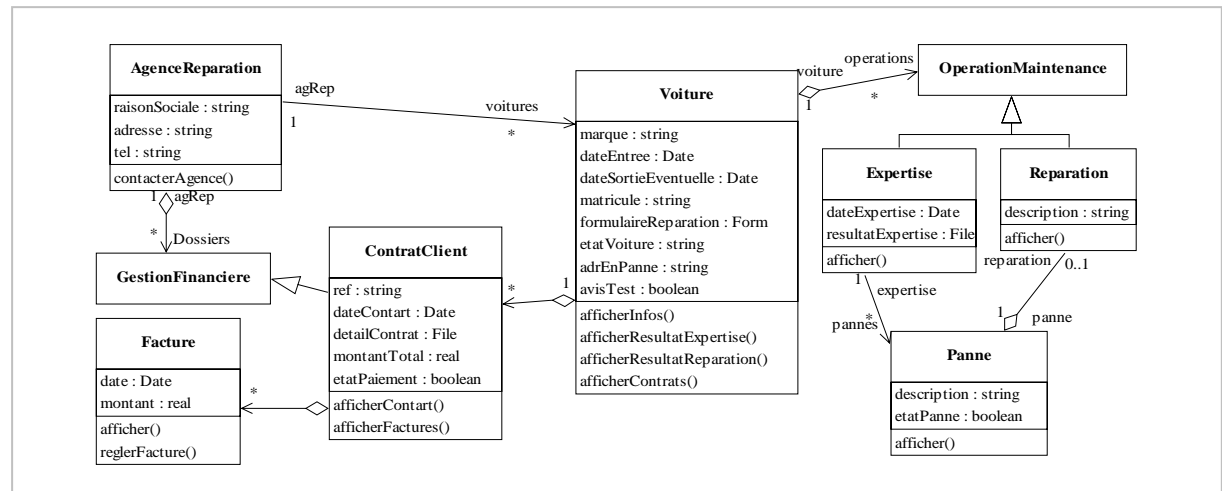 AgenceReparation
raisonSociale : string
adresse : string
tel : string
contacterAgence()
agRep
1
voitures
*
1
agRep
*
Dossiers
GestionFinanciere
Facture
date : Date
montant : real
afficher()
reglerFacture()
*
ContratClient
ref : string
dateContart : Date
detailContrat : File
montantTotal : real
etatPaiement : boolean
afficherContart()
afficherFactures()
*
1
Voiture
marque : string
dateEntree : Date
dateSortieEventuelle : Date
matricule : string
formulaireReparation : Form
etatVoiture : string
adrEnPanne : string
avisTest : boolean
afficherInfos()
afficherResultatExpertise()
afficherResultatReparation()
afficherContrats()
voiture
1
operations
*
OperationMaintenance
Expertise
dateExpertise : Date
resultatExpertise : File
afficher()
Reparation
description : string
afficher()
1
expertise
*
pannes
reparation
0..1
1
panne
Panne
description : string
etatPanne : boolean
afficher()